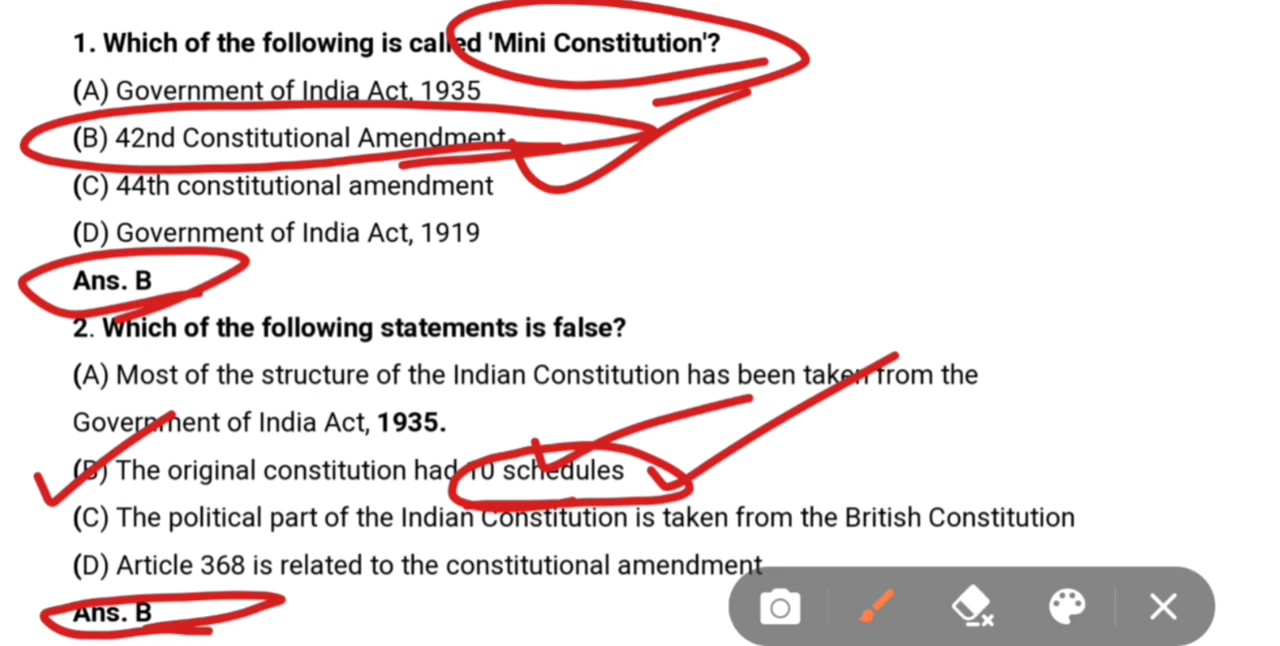 1. Which of the following is called 'Mini Constitution'?
(A) Government of India Act, 1935
(B) 42nd Constitutional Amendment
(C) 44th constitutional amendment
(D) Government of India Act, 1919
Ans. B
2. Which of the following statements is false?
(A) Most of the structure of the Indian Constitution has been taken from the
Government of India Act, 1935.
(B) The original constitution had 10 schedules
(C) The political part of the Indian Constitution is taken from the British Constitution
(D) Article 368 is related to the constitutional amendment
Ans. B